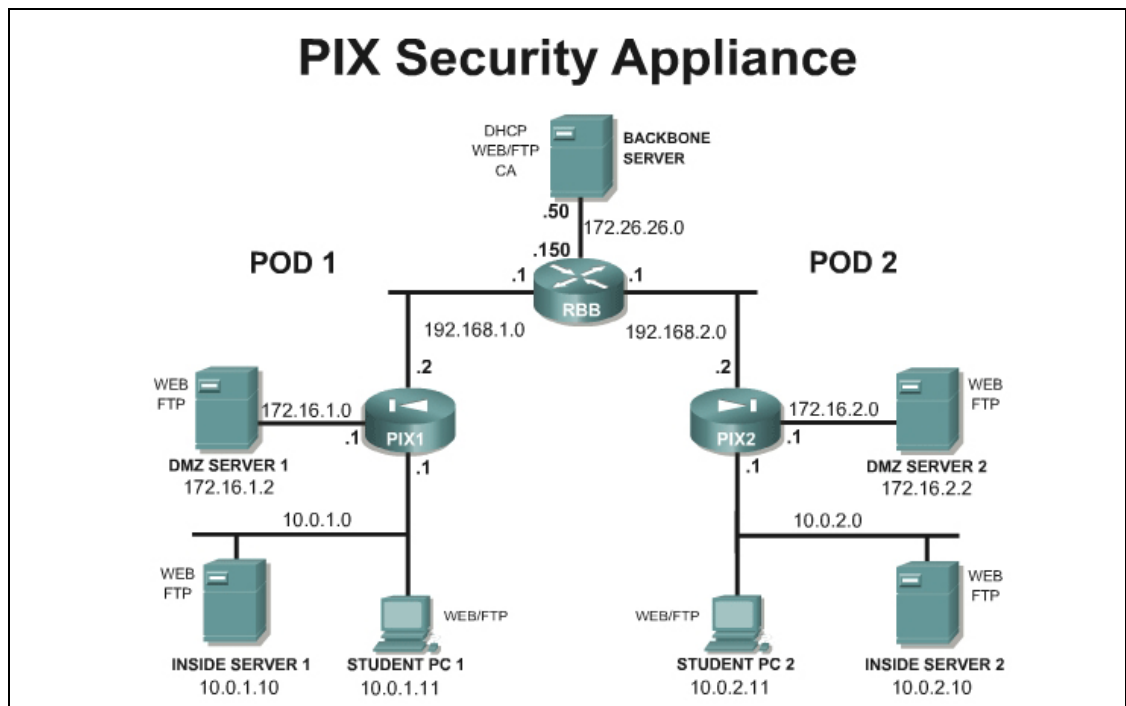 PIX Security Appliance
DHCP
WEB/FTP
CA
BACKBONE
SERVER
.50
172.26.26.0
.150
POD 1
POD 2
.1
.1
RBB
192.168.1.0
192.168.2.0
.2
.2
WEB
FTP
172.16.1.0
.1
PIX1
.1
DMZ SERVER 1
172.16.1.2
PIX2
172.16.2.0
.1
.1
WEB
FTP
DMZ SERVER 2
172.16.2.2
10.0.1.0
10.0.2.0
WEB
FTP
INSIDE SERVER 1
10.0.1.10
WEB/FTP
STUDENT PC 1
10.0.1.11
WEB/FTP
STUDENT PC 2
10.0.2.11
WEB
FTP
INSIDE SERVER 2
10.0.2.10